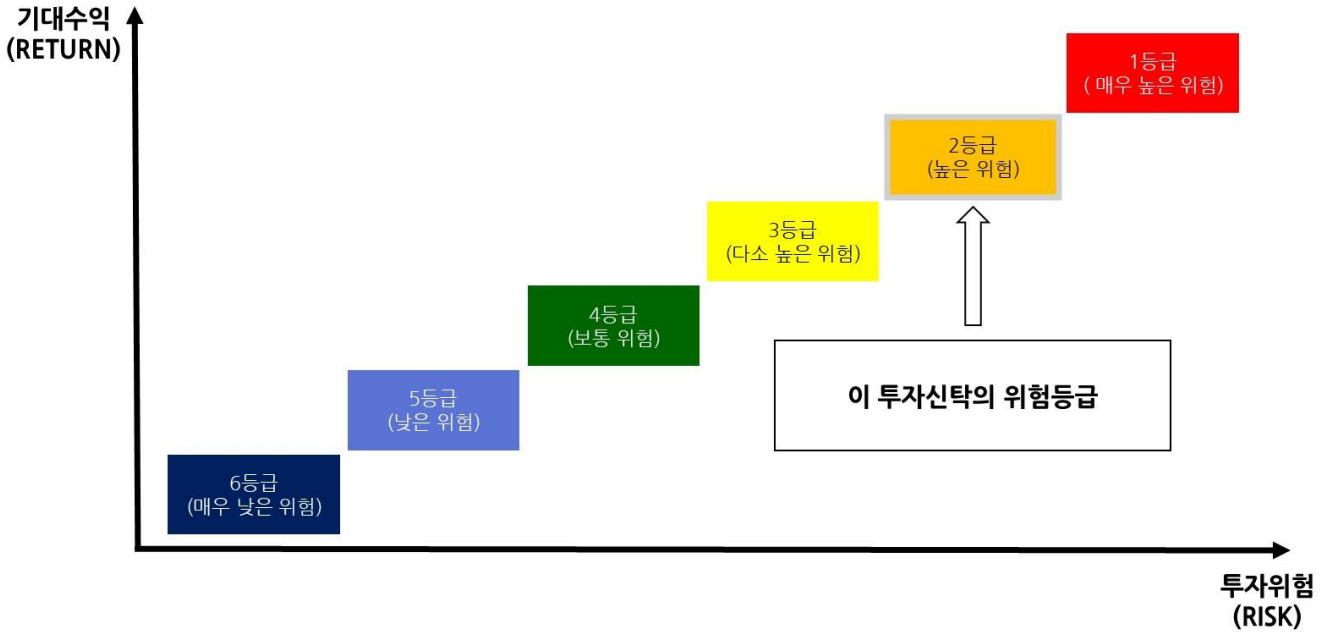 기대수익
(RETURN)
1등급
( 매우 높은 위험)
2등급
(높은 위험)
3등급
(다소 높은 위험)
4등급
(보통 위험)
이 투자신탁의 위험등급
5등급
(낮은 위험)
6등급
(매우 낮은 위험)
투자위험
(RISK)